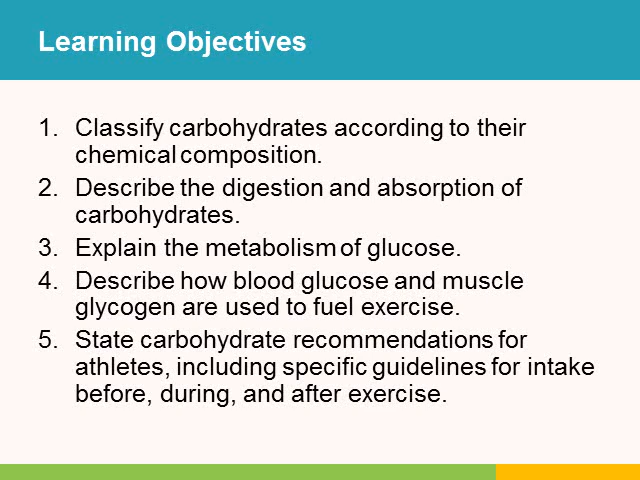 Learning Objectives
1. Classify carbohydrates according to their
chemical composition.
2. Describe the digestion and absorption of
carbohydrates.
3. Explain the metabolism of glucose.
4. Describe how blood glucose and muscle
glycogen are used to fuel exercise.
5. State carbohydrate recommendations for
athletes, including specific guidelines for intake
before, during, and after exercise.